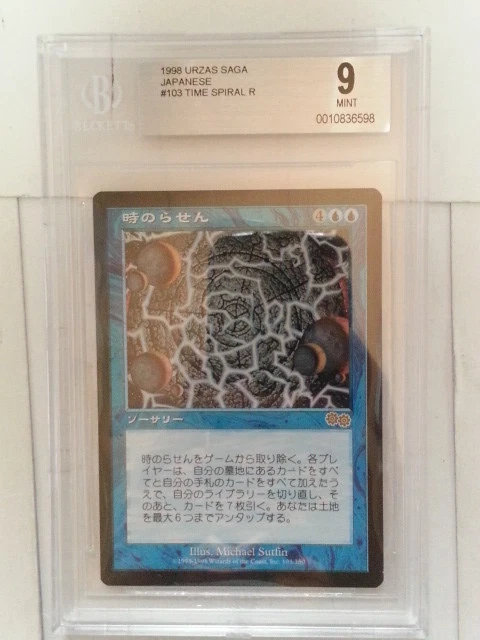 1998 URZAS SAGA
JAPANESE
#103 TIME SPIRAL R
9
MINT
0010836598
BECKETT
時のらせん
4
ソーサリー
時のらせんをゲームから取り除く。各プレ
イヤーは、自分の墓地にあるカードをすべ
てと自分の手札のカードをすべて加えたう
えで、自分のライブラリーを切り直し、そ
のあと、カードを7枚引く。あなたは土地
を最大6つまでアンタップする。
Illus. Michael Sutfin